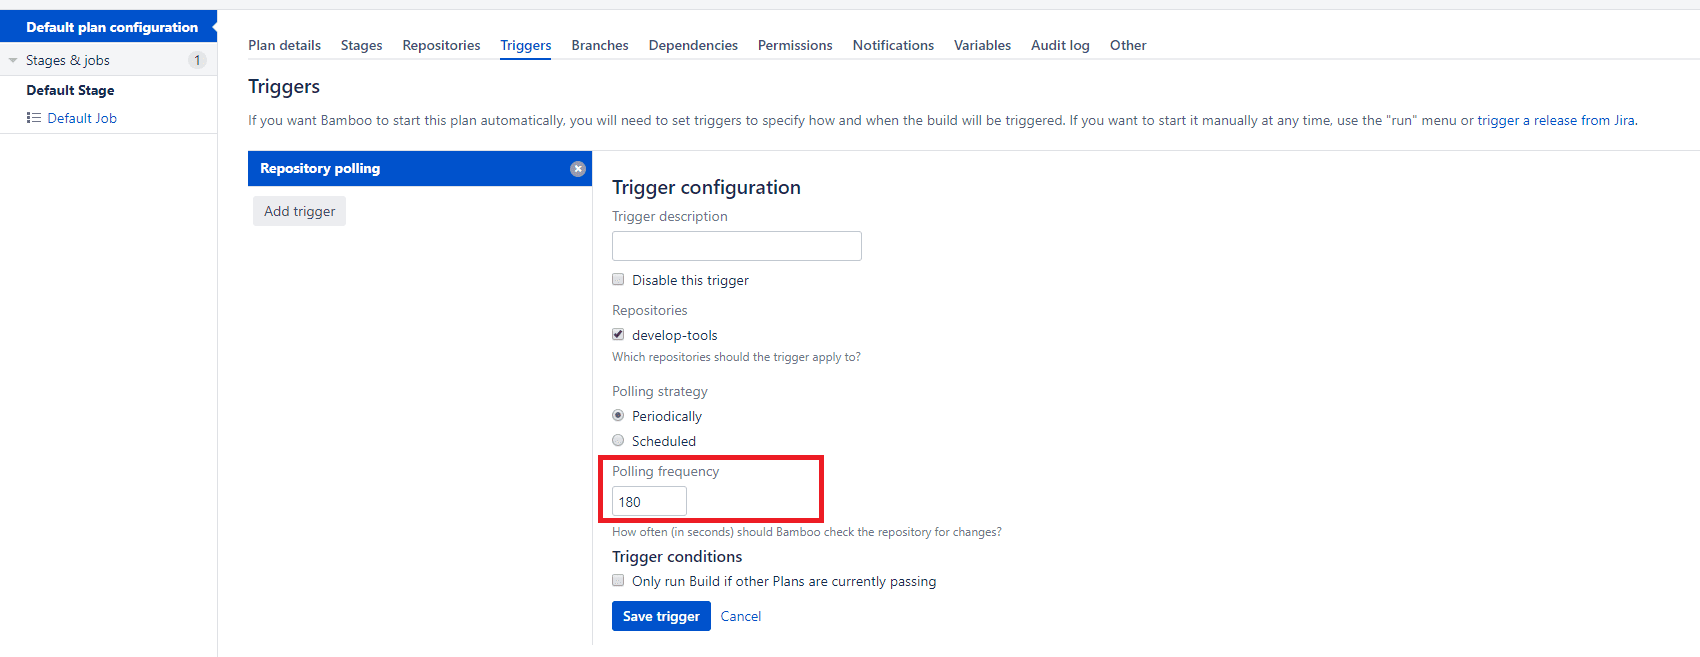 Default plan configuration
Stages & jobs 1
Default Stage
Default Job
Plan details Stages Repositories Triggers Branches Dependencies Permissions Notifications Variables Audit log Other
Triggers
If you want Bamboo to start this plan automatically, you will need to set triggers to specify how and when the build will be triggered. If you want to start it manually at any time, use the "run" menu or trigger a release from Jira.
Repository polling
Add trigger
Trigger configuration
Trigger description
Disable this trigger
Repositories
develop-tools
Which repositories should the trigger apply to?
Polling strategy
Periodically
Scheduled
Polling frequency
180
How often (in seconds) should Bamboo check the repository for changes?
Trigger conditions
Only run Build if other Plans are currently passing
Save trigger Cancel